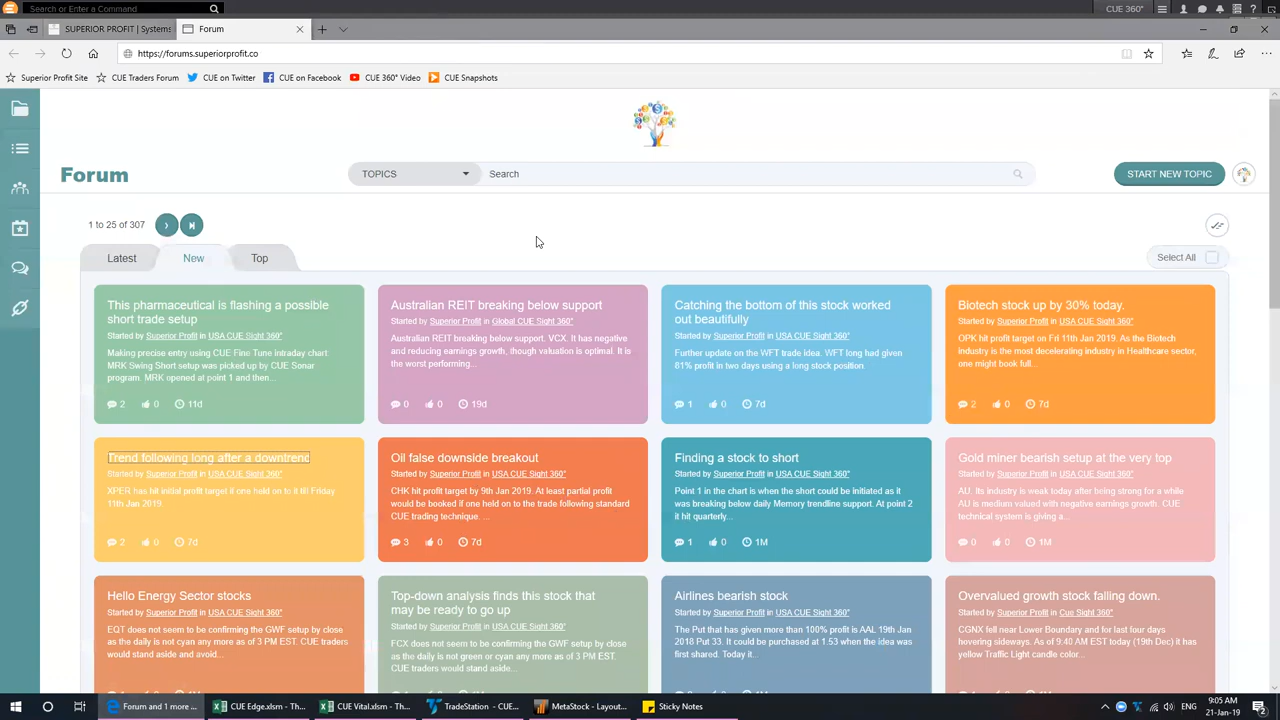 Search or Enter Command
CUE 360°
SUPERIOR PROFIT | Systems
Forum
https://forums.superiorprofit.co
Superior Profit Site
CUE Traders Forum
CUE on Twitter
CUE on Facebook
CUE 360° Video
CUE Snapshots
Forum
TOPICS
Search
START NEW TOPIC
1 to 25 of 307
Latest
New
Top
Select All
This pharmaceutical is flashing a possible
short trade setup
Started by Superior Profit in USA CUE Sight 360°
Making precise entry using CUE Fine Tune intraday chart:
MRK Swing Short setup was picked up by CUE Sonar
program. MRK opened at point 1 and then...
2 0 11d
Australian REIT breaking below support
Started by Superior Profit in Global CUE Sight 360°
Australian REIT breaking below support. VCX. It has negative
and reducing earnings growth, though valuation is optimal. It is
the worst performing...
0 0 19d
Catching the bottom of this stock worked
out beautifully
Started by Superior Profit in USA CUE Sight 360°
Further update on the WFT trade idea. WFT long had given
81% profit in two days using a long stock position.
1 0 7d
Biotech stock up by 30% today.
Started by Superior Profit in USA CUE Sight 360°
OPK hit profit target on Fri 11th Jan 2019. As the Biotech
industry is the most decelerating industry in Healthcare sector,
one might book full...
2 0 7d
Trend following long after a downtrend
Started by Superior Profit in USA CUE Sight 360°
XPER has hit initial profit target if one held on to it till Friday
11th Jan 2019.
2 0 7d
Oil false downside breakout
Started by Superior Profit in USA CUE Sight 360°
CHK hit profit target by 9th Jan 2019. At least partial profit
would be booked if one held on to the trade following standard
CUE trading technique. ...
3 0 7d
Finding a stock to short
Started by Superior Profit in USA CUE Sight 360°
Point 1 in the chart is when the short could be initiated as it
was breaking below daily Memory trendline support. At point 2
it hit quarterly...
1 0 1M
Gold miner bearish setup at the very top
Started by Superior Profit in USA CUE Sight 360°
AU. Its industry is weak today after being strong for a while
AU is medium valued with negative earnings growth. CUE
technical system is giving a...
0 0 1M
Hello Energy Sector stocks
Started by Superior Profit in USA CUE Sight 360°
EQT does not seem to be confirming the GWF setup by close
as the daily is not cyan any more as of 3 PM EST. CUE traders
would stand aside and avoid...
Top-down analysis finds this stock that
may be ready to go up
Started by Superior Profit in USA CUE Sight 360°
FCX does not seem to be confirming the GWF setup by close
as the daily is not green or cyan any more as of 3 PM EST.
CUE traders would stand aside...
Airlines bearish stock
Started by Superior Profit in USA CUE Sight 360°
The Put that has given more than 100% profit is AAL 19th Jan
2018 Put 33. It could be purchased at 1.53 when the idea was
first shared. Today it...
Overvalued growth stock falling down.
Started by Superior Profit in Cue Sight 360°
CGNX fell near Lower Boundary and for last four days
hovering sideways. As of 9:40 AM EST today (19th Dec) it has
yellow Traffic Light candle color...
Forum and 1 more ...
CUE Edge.xlsm - Th...
CUE Vital.xlsm - Th...
TradeStation - CUE...
MetaStock - Layout...
Sticky Notes
9:05 AM
21-Jan-19